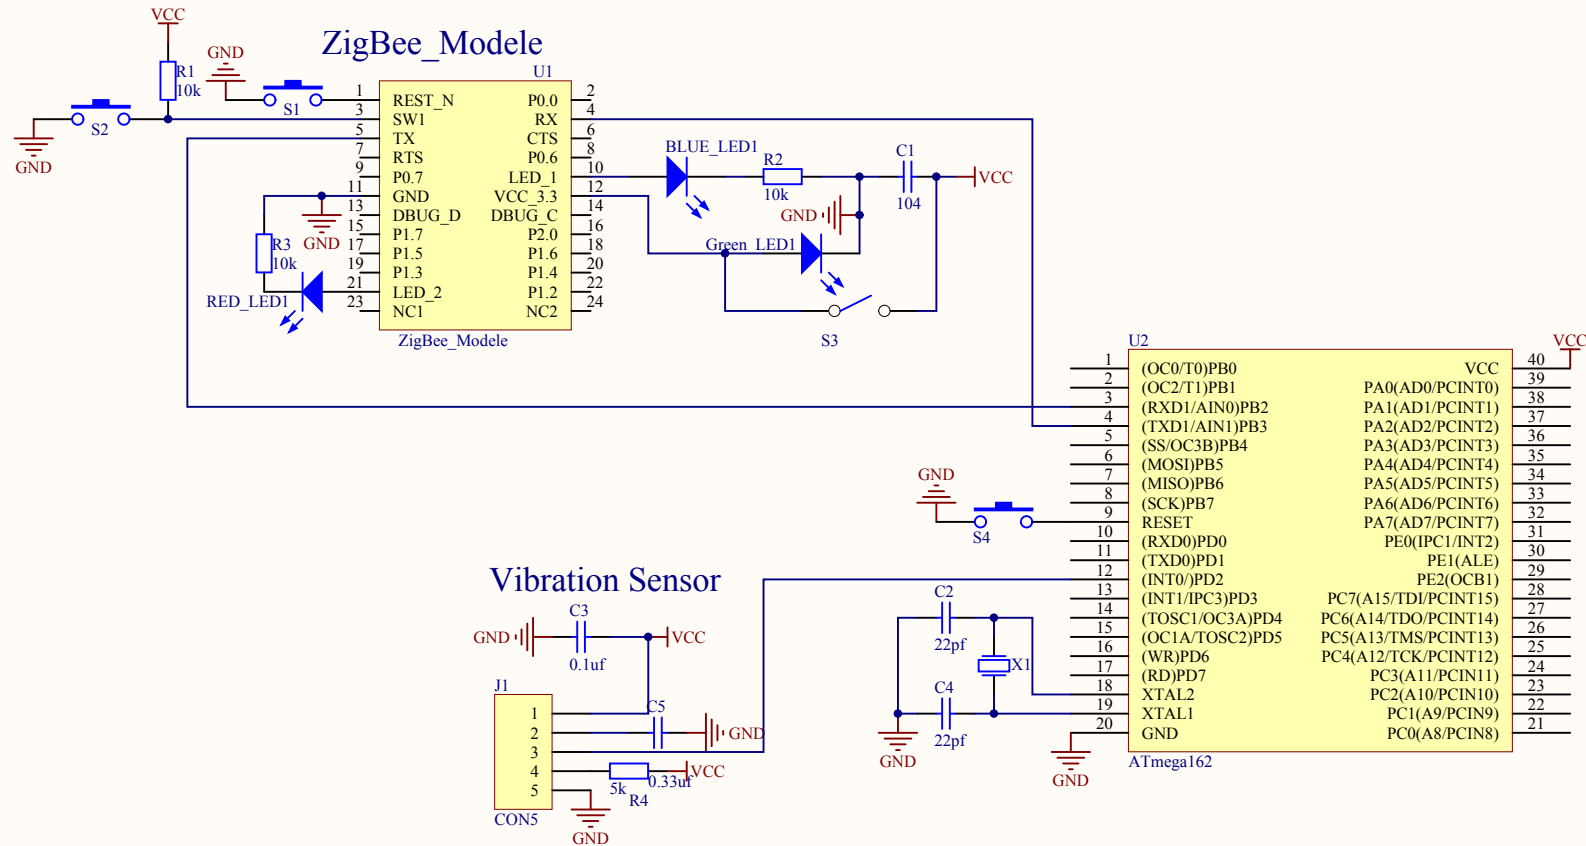 VCC
ZigBee_Modele
GND
R1
10k
S1
S2
GND
U1
1 REST_N P0.0 2
3 SW1 RX 4
5 TX CTS 6
7 RTS P0.6 8
9 P0.7 LED_1 10
11 GND VCC_3.3 12
13 DBUG_D DBUG_C 14
15 P1.7 P2.0 16
17 P1.5 P1.6 18
19 P1.3 P1.4 20
21 LED_2 P1.2 22
23 NC1 NC2 24
ZigBee_Modele
GND
R3
10k
RED_LED1
BLUE_LED1
R2
10k
C1
104
VCC
GND
Green_LED1
S3
U2
VCC
1 (OC0/T0)PB0 VCC 40
2 (OC2/T1)PB1 PA0(AD0/PCINT0) 39
3 (RXD1/AIN0)PB2 PA1(AD1/PCINT1) 38
4 (TXD1/AIN1)PB3 PA2(AD2/PCINT2) 37
5 (SS/OC3B)PB4 PA3(AD3/PCINT3) 36
6 (MOSI)PB5 PA4(AD4/PCINT4) 35
7 (MISO)PB6 PA5(AD5/PCINT5) 34
8 (SCK)PB7 PA6(AD6/PCINT6) 33
9 RESET PA7(AD7/PCINT7) 32
10 (RXD0)PD0 PE0(IPC1/INT2) 31
11 (TXD0)PD1 PE1(ALE) 30
12 (INT0/)PD2 PE2(OCB1) 29
13 (INT1/IPC3)PD3 PC7(A15/TDI/PCINT15) 28
14 (TOSC1/OC3A)PD4 PC6(A14/TDO/PCINT14) 27
15 (OC1A/TOSC2)PD5 PC5(A13/TMS/PCINT13) 26
16 (WR)PD6 PC4(A12/TCK/PCINT12) 25
17 (RD)PD7 PC3(A11/PCIN11) 24
18 XTAL2 PC2(A10/PCIN10) 23
19 XTAL1 PC1(A9/PCIN9) 22
20 GND PC0(A8/PCIN8) 21
ATmega162
GND
S4
C2
22pf
X1
C4
22pf
GND
GND
Vibration Sensor
C3
GND
VCC
0.1uf
J1
C5
1
2
GND
3
4
VCC
5k
0.33uf
R4
5
CON5
GND